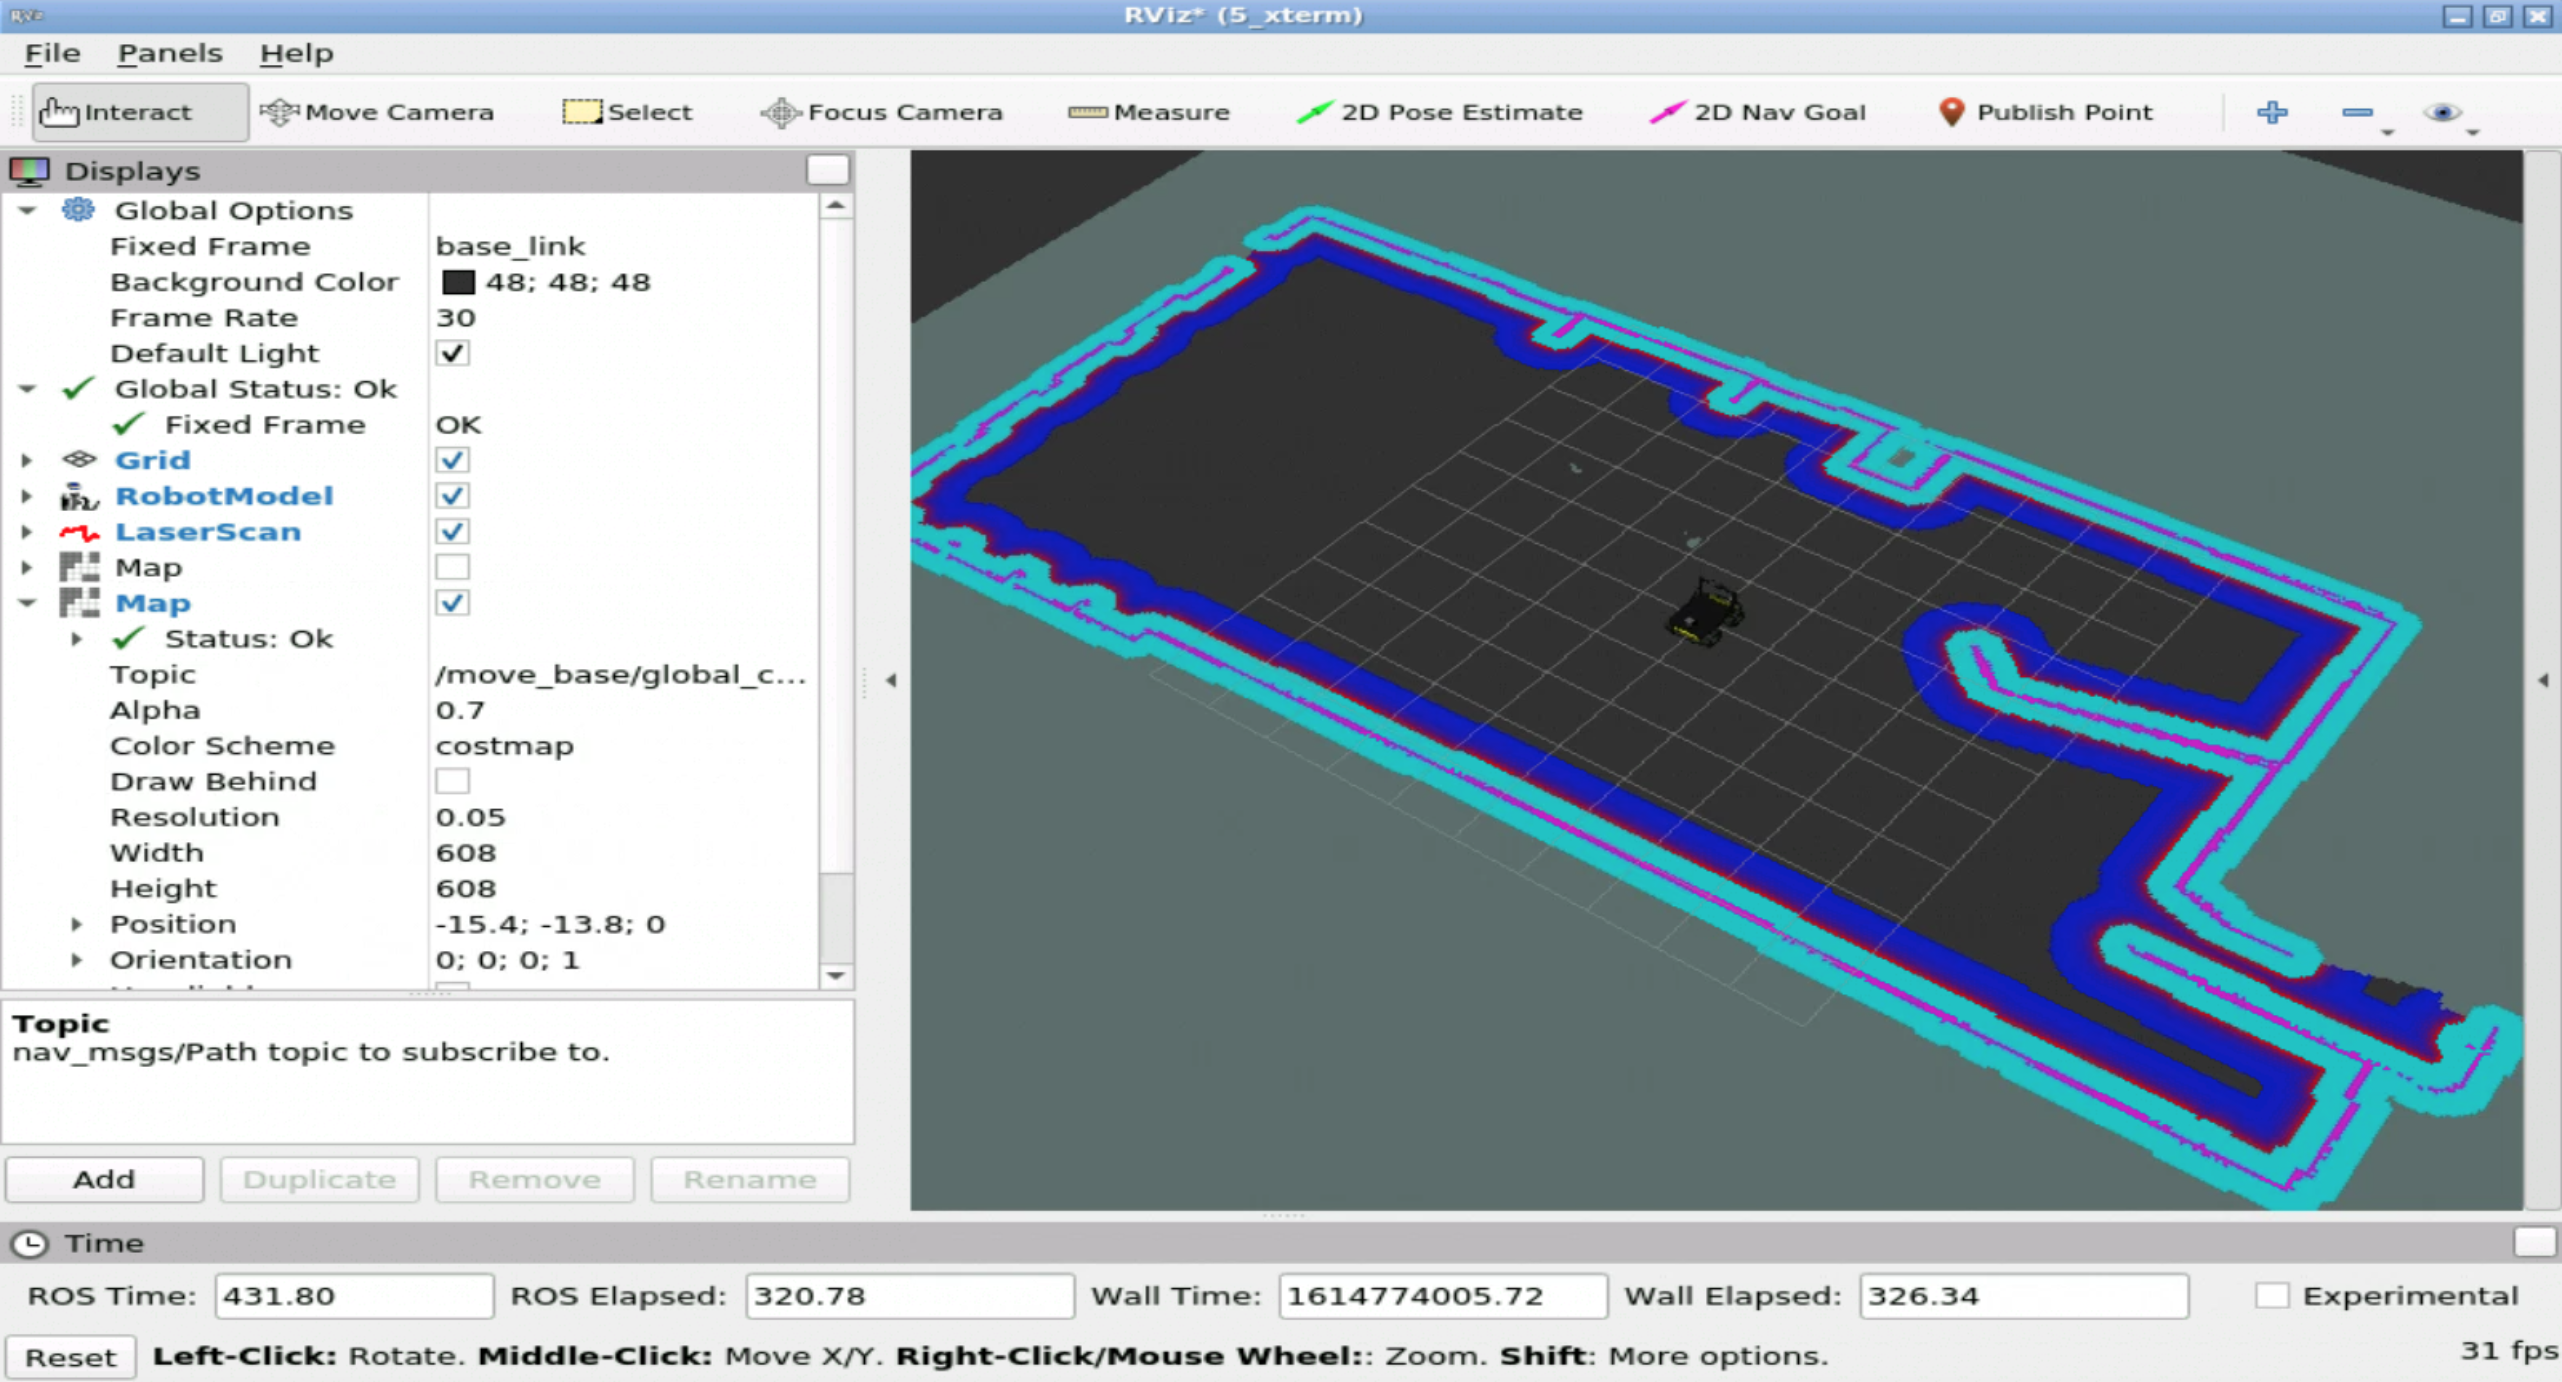 RViz
RViz* (5_xterm)
File Panels Help
Interact Move Camera Select Focus Camera Measure 2D Pose Estimate 2D Nav Goal Publish Point
Displays
Global Options
Fixed Frame base_link
Background Color 48; 48; 48
Frame Rate 30
Default Light
Global Status: Ok
Fixed Frame OK
Grid
RobotModel
LaserScan
Map
Map
Status: Ok
Topic /move_base/global_c...
Alpha 0.7
Color Scheme costmap
Draw Behind
Resolution 0.05
Width 608
Height 608
Position -15.4; -13.8; 0
Orientation 0; 0; 0; 1
Topic
nav_msgs/Path topic to subscribe to.
Add Duplicate Remove Rename
Time
ROS Time: 431.80 ROS Elapsed: 320.78 Wall Time: 1614774005.72 Wall Elapsed: 326.34 Experimental
Reset Left-Click: Rotate. Middle-Click: Move X/Y. Right-Click/Mouse Wheel:: Zoom. Shift: More options. 31 fps